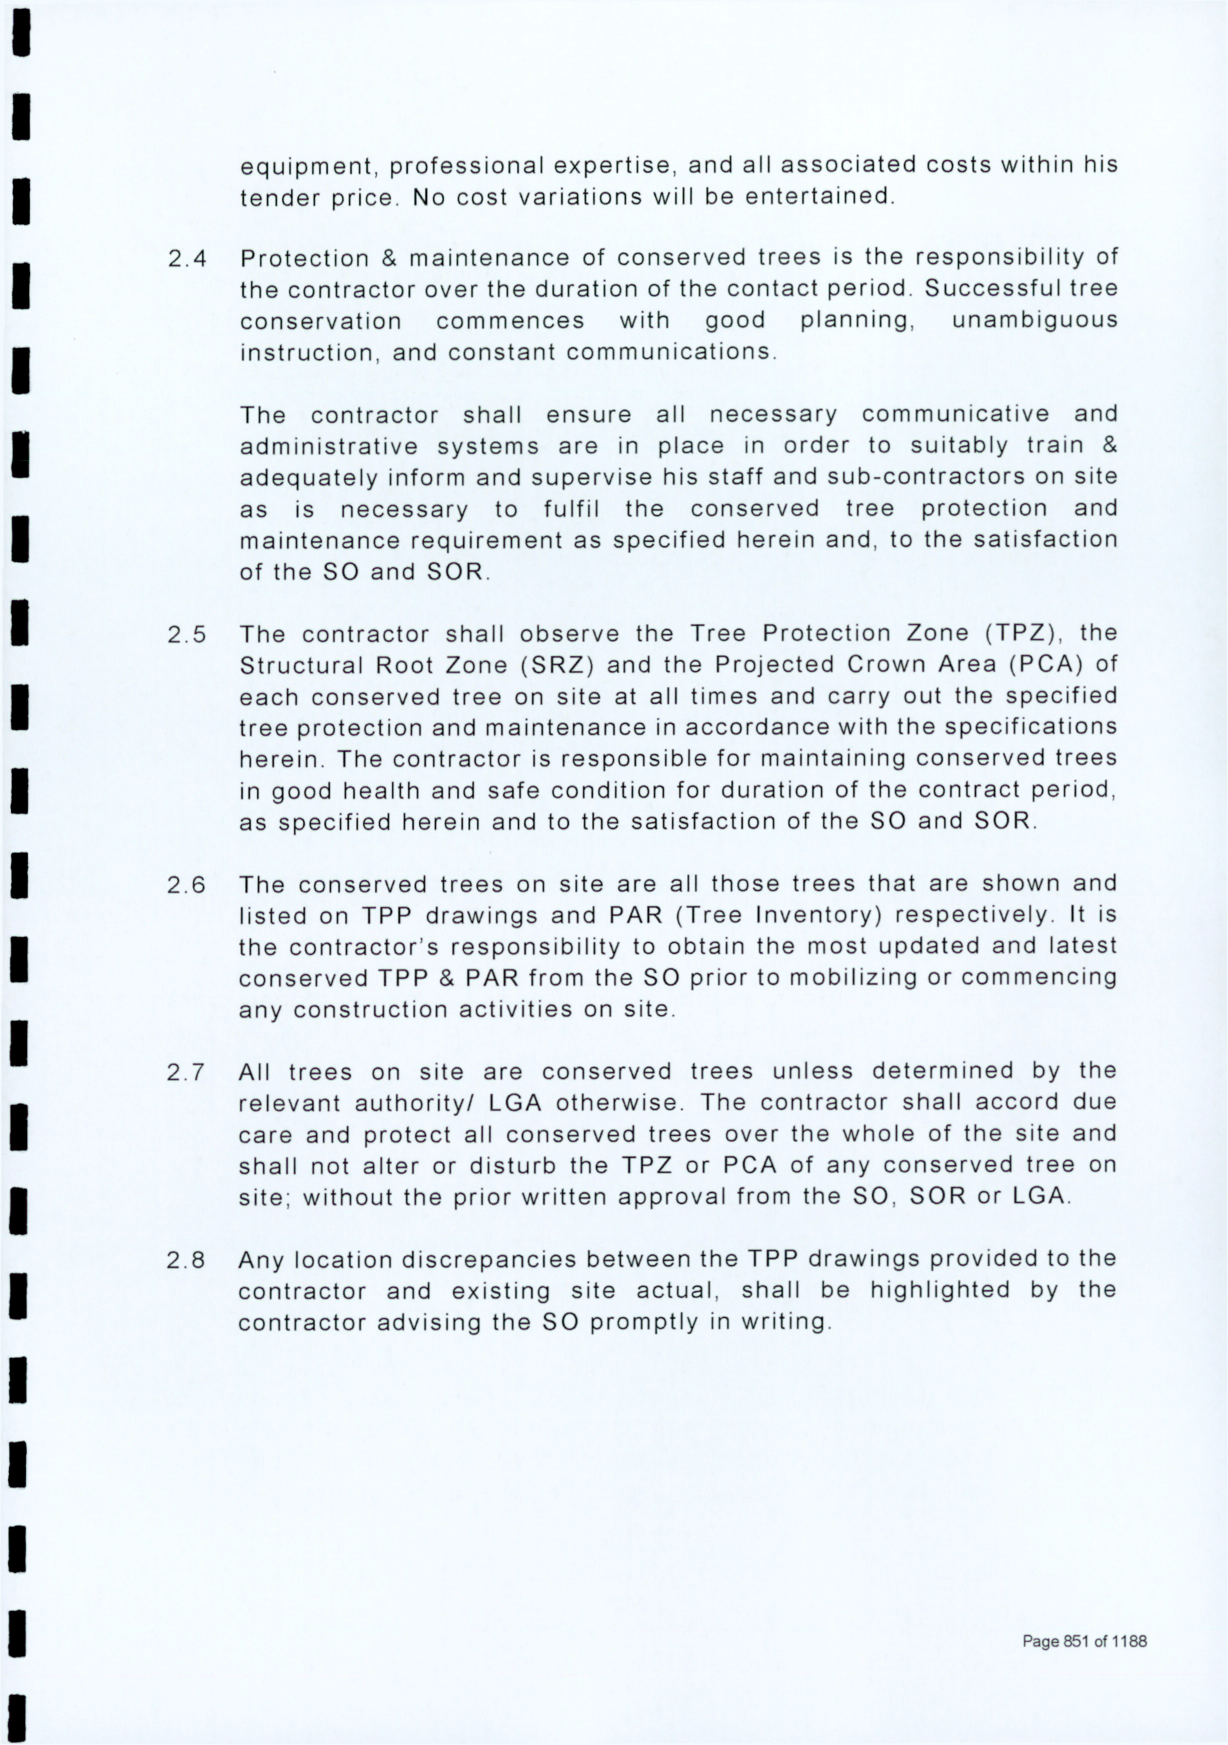 equipment, professional expertise, and all associated costs within his
tender price. No cost variations will be entertained.
2.4 Protection & maintenance of conserved trees is the responsibility of
the contractor over the duration of the contact period. Successful tree
conservation commences with good planning, unambiguous
instruction, and constant communications.
The contractor shall ensure all necessary communicative and
administrative systems are in place in order to suitably train &
adequately inform and supervise his staff and sub-contractors on site
as is necessary to fulfil the conserved tree protection and
maintenance requirement as specified herein and, to the satisfaction
of the SO and SOR.
2.5 The contractor shall observe the Tree Protection Zone (TPZ), the
Structural Root Zone (SRZ) and the Projected Crown Area (PCA) of
each conserved tree on site at all times and carry out the specified
tree protection and maintenance in accordance with the specifications
herein. The contractor is responsible for maintaining conserved trees
in good health and safe condition for duration of the contract period,
as specified herein and to the satisfaction of the SO and SOR.
2.6 The conserved trees on site are all those trees that are shown and
listed on TPP drawings and PAR (Tree Inventory) respectively. It is
the contractor's responsibility to obtain the most updated and latest
conserved TPP & PAR from the SO prior to mobilizing or commencing
any construction activities on site.
2.7 All trees on site are conserved trees unless determined by the
relevant authority/ LGA otherwise. The contractor shall accord due
care and protect all conserved trees over the whole of the site and
shall not alter or disturb the TPZ or PCA of any conserved tree on
site; without the prior written approval from the SO, SOR or LGA.
2.8 Any location discrepancies between the TPP drawings provided to the
contractor and existing site actual, shall be highlighted by the
contractor advising the SO promptly in writing.
Page 851 of 1188